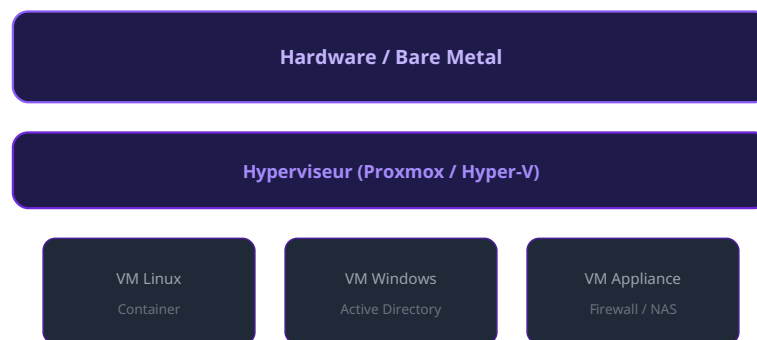 Hardware / Bare Metal
Hyperviseur (Proxmox / Hyper-V)
VM Linux
Container
VM Windows
Active Directory
VM Appliance
Firewall / NAS